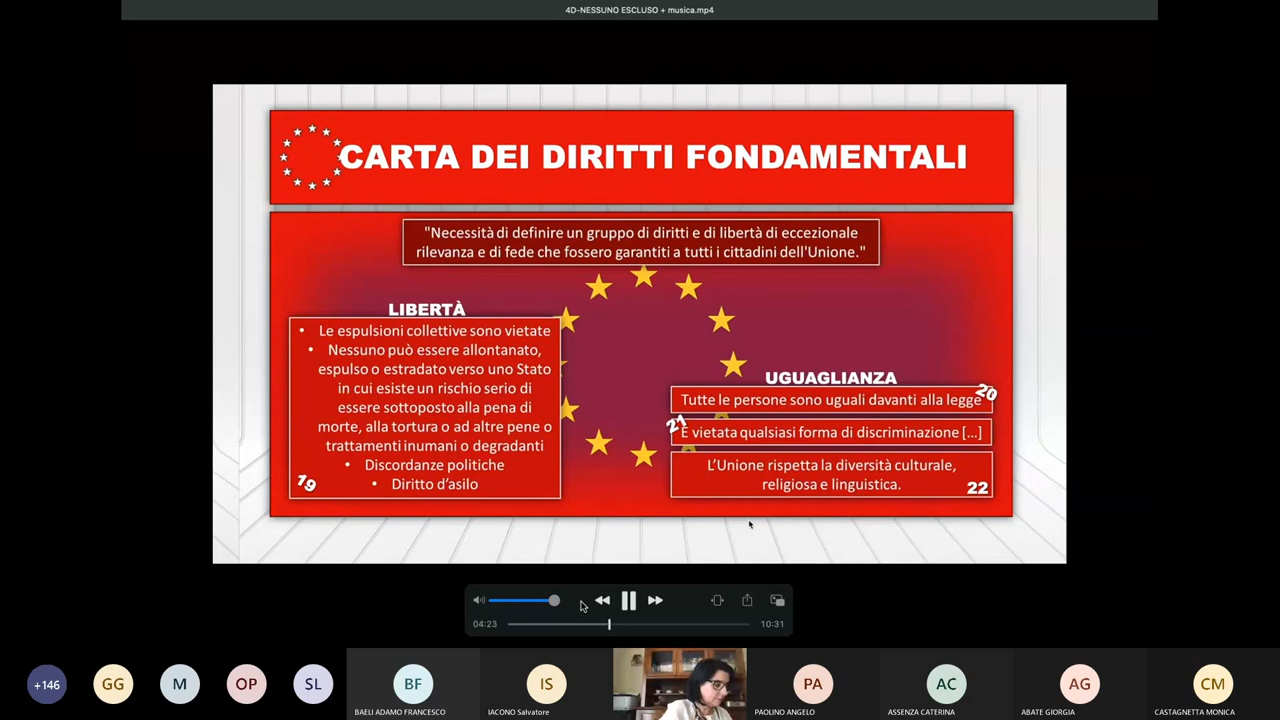 4D-NESSUNO ESCLUSO + musica.mp4
CARTA DEI DIRITTI FONDAMENTALI
"Necessità di definire un gruppo di diritti e di libertà di eccezionale
rilevanza e di fede che fossero garantiti a tutti i cittadini dell'Unione."
LIBERTÀ
• Le espulsioni collettive sono vietate
• Nessuno può essere allontanato,
espulso o estradato verso uno Stato
in cui esiste un rischio serio di
essere sottoposto alla pena di
morte, alla tortura o ad altre pene o
trattamenti inumani o degradanti
• Discordanze politiche
• Diritto d'asilo
19
UGUAGLIANZA
Tutte le persone sono uguali davanti alla legge
20
21
È vietata qualsiasi forma di discriminazione [...]
L'Unione rispetta la diversità culturale,
religiosa e linguistica.
22
04:23
10:31
+146
GG
M
OP
SL
BF
BAELI ADAMO FRANCESCO
IS
IACONO Salvatore
PA
PAOLINO ANGELO
AC
ASSENZA CATERINA
AG
ABATE GIORGIA
CM
CASTAGNETTA MONICA